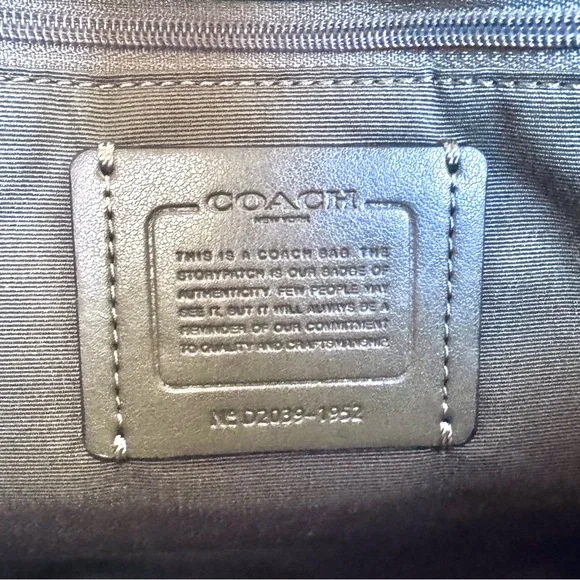 COACH
NEW YORK
THIS IS A COACH BAG. THE
STORYPATCH IS OUR BADGE OF
AUTHENTICITY. FEW PEOPLE MAY
SEE IT, BUT IT WILL ALWAYS BE A
REMINDER OF OUR COMMITMENT
TO QUALITY AND CRAFTSMANSHIP.
Nº D2039-1952